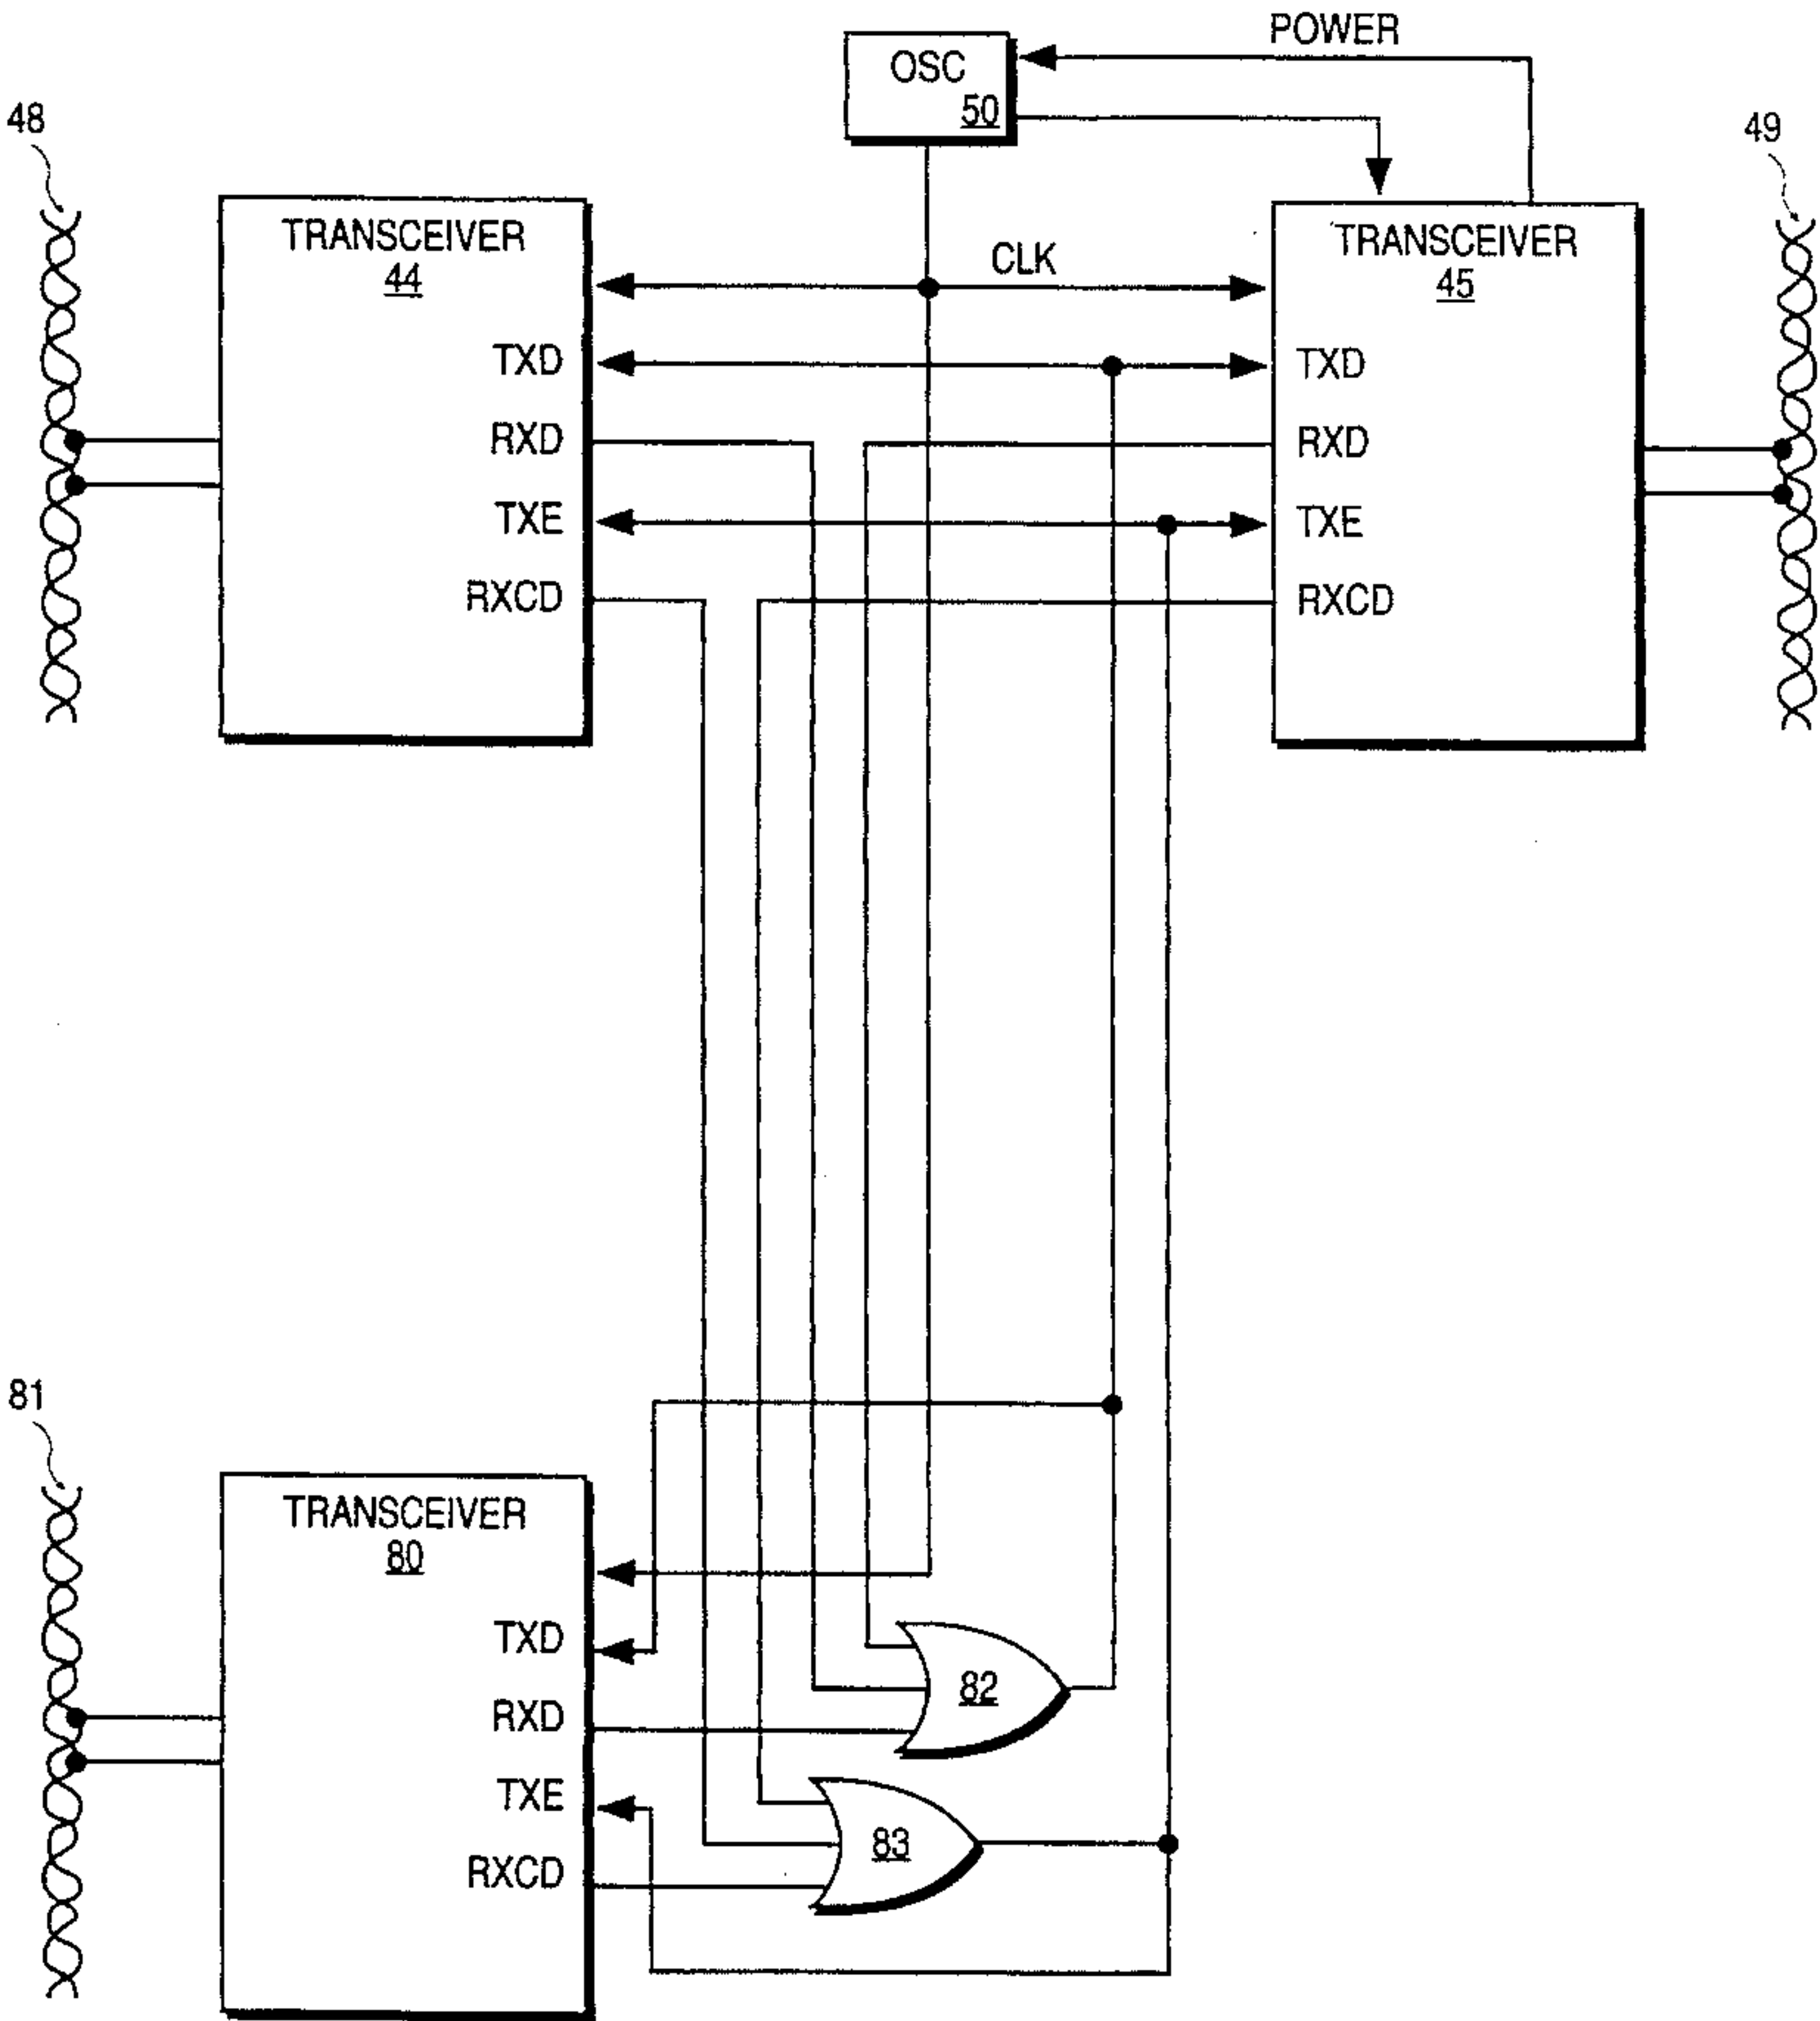 POWER
OSC
50
48
49
TRANSCEIVER
44
TRANSCEIVER
45
CLK
TXD
TXD
RXD
RXD
TXE
TXE
RXCD
RXCD
81
TRANSCEIVER
80
TXD
82
RXD
TXE
83
RXCD